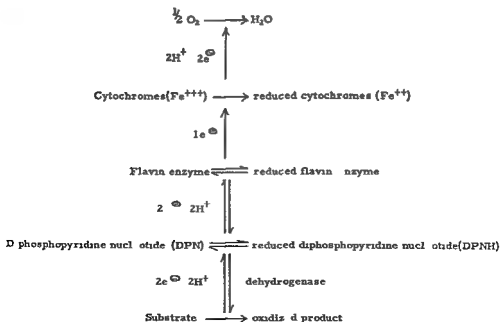 ½ O₂ → H₂O
2H⁺ 2e⊖
Cytochromes(Fe⁺⁺⁺) → reduced cytochromes (Fe⁺⁺)
1e⊖
Flavin enzyme ⇌ reduced flavin nzyme
2 ⊖ 2H⁺
D phosphopyridine nucl otide (DPN) ⇌ reduced diphosphopyridine nucl otide(DPNH)
2e⊖ 2H⁺ dehydrogenase
Substrate → oxidiz d product